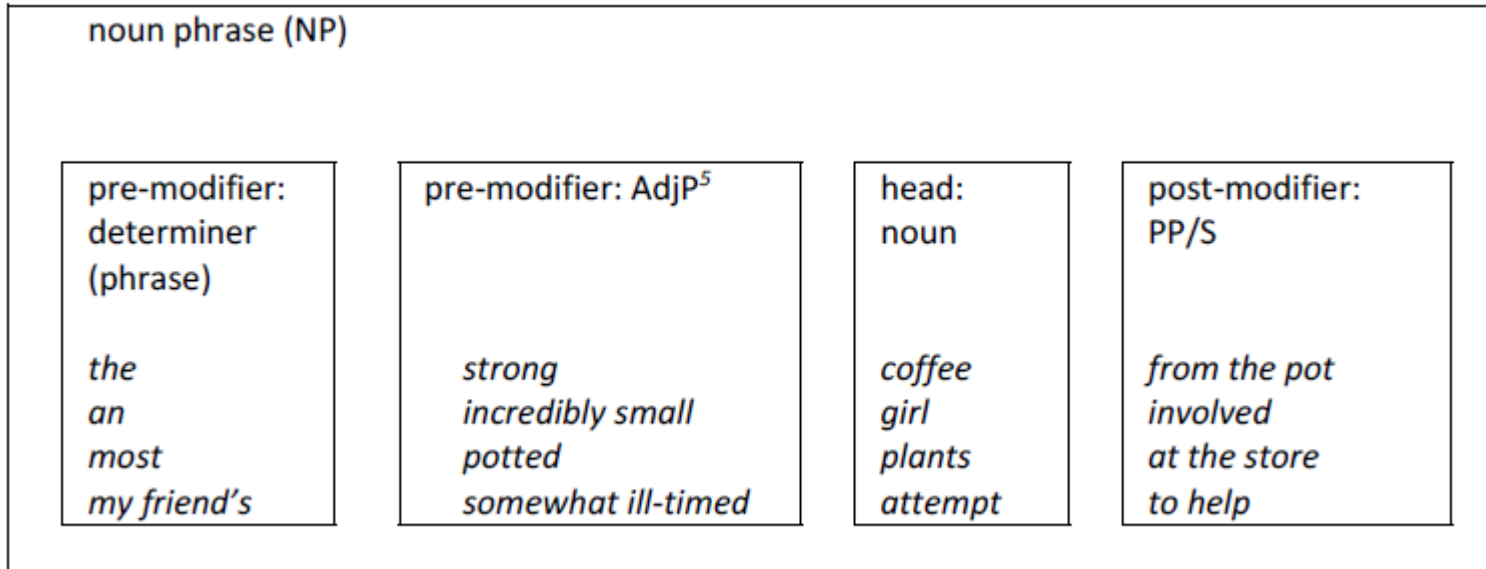 noun phrase (NP)
pre-modifier: determiner (phrase)
pre-modifier: AdjP⁵
head: noun
post-modifier: PP/S
the strong coffee from the pot
an incredibly small girl involved
most potted plants at the store
my friend’s somewhat ill-timed attempt to help